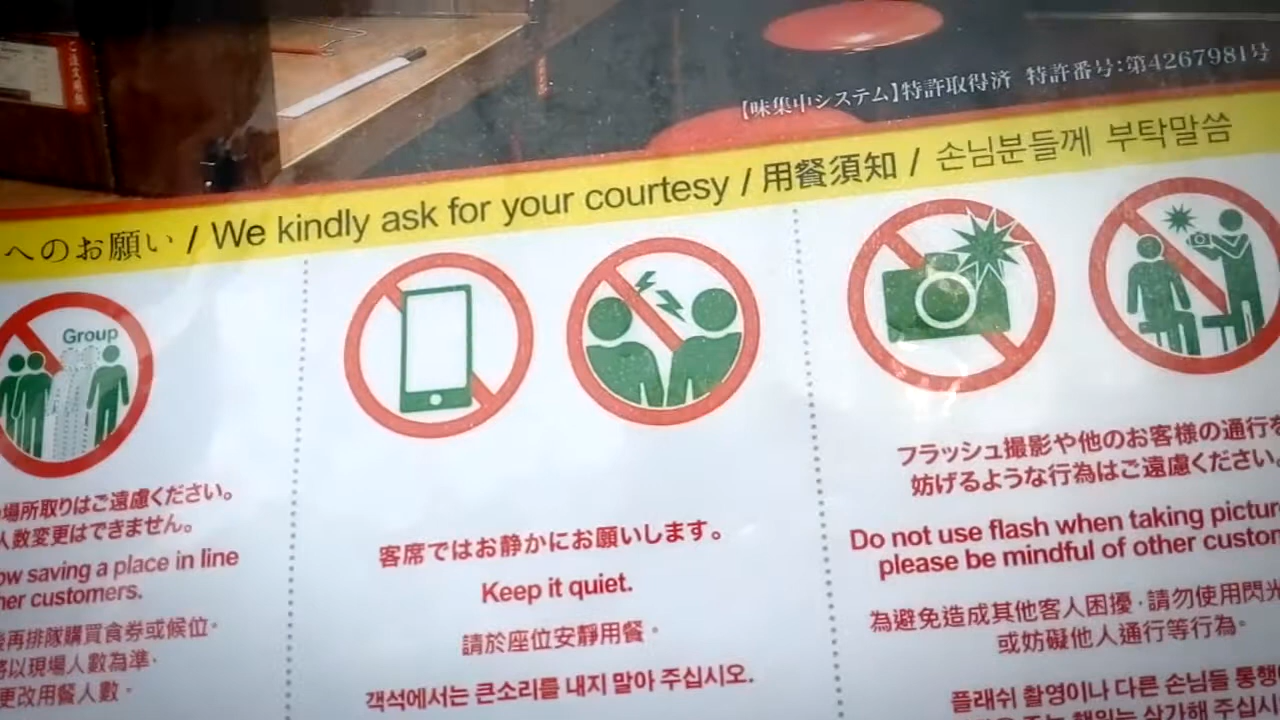 【味集中システム】特許取得済 特許番号：第4267981号
へのお願い / We kindly ask for your courtesy / 用餐須知 / 손님분들께 부탁말씀
Group
場所取りはご遠慮ください。
人数変更はできません。
saving a place in line
customers.
再排隊購買食券或候位。
以現場人數為準，
更改用餐人數。
客席ではお静かにお願いします。
Keep it quiet.
請於座位安靜用餐。
객석에서는 큰소리를 내지 말아 주십시오.
フラッシュ撮影や他のお客様の通行を
妨げるような行為はご遠慮ください。
Do not use flash when taking
please be mindful of other
為避免造成其他客人困擾，請勿使用閃光
或妨礙他人通行等行為。
플래쉬 촬영이나 다른 손님들